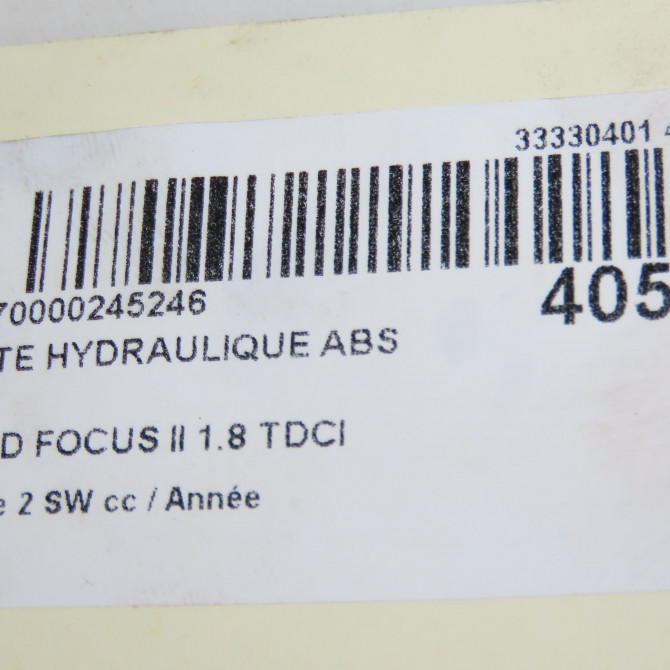 33330401
70000245246
405
TE HYDRAULIQUE ABS
D FOCUS II 1.8 TDCI
e 2 SW cc / Année